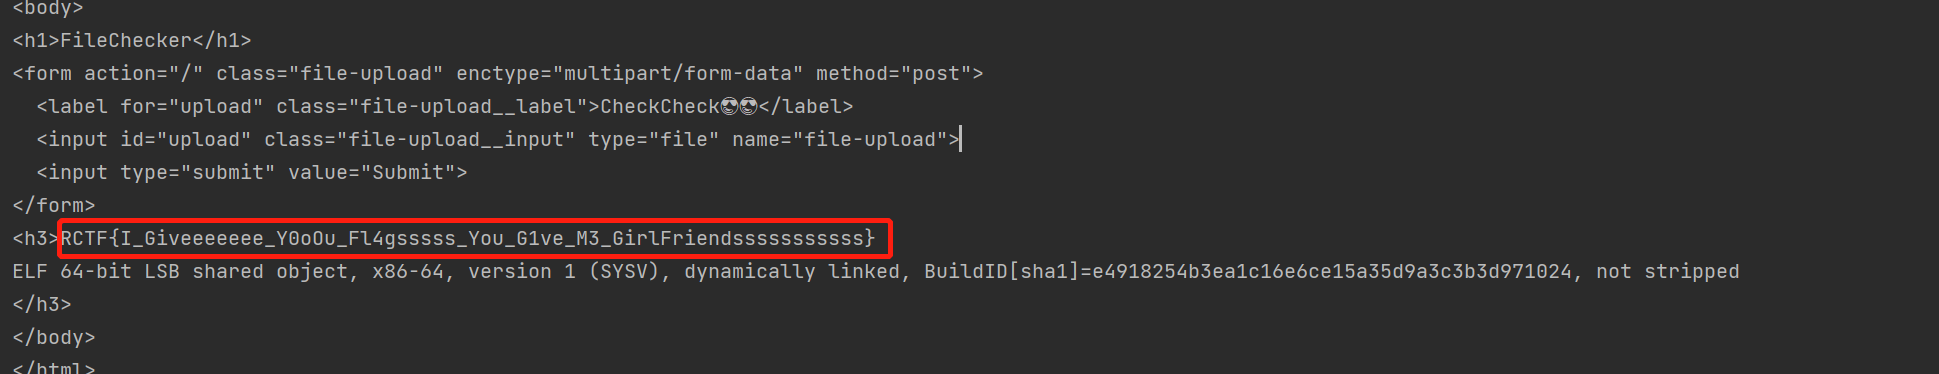 <body>
<h1>FileChecker</h1>
<form action="/" class="file-upload" enctype="multipart/form-data" method="post">
  <label for="upload" class="file-upload__label">CheckCheck😎😎</label>
  <input id="upload" class="file-upload__input" type="file" name="file-upload">
  <input type="submit" value="Submit">
</form>
<h3>RCTF{I_Giveeeeeee_Y0oOu_Fl4gsssss_You_G1ve_M3_GirlFriendsssssssssss}
ELF 64-bit LSB shared object, x86-64, version 1 (SYSV), dynamically linked, BuildID[sha1]=e4918254b3ea1c16e6ce15a35d9a3c3b3d971024, not stripped
</h3>
</body>
</html>